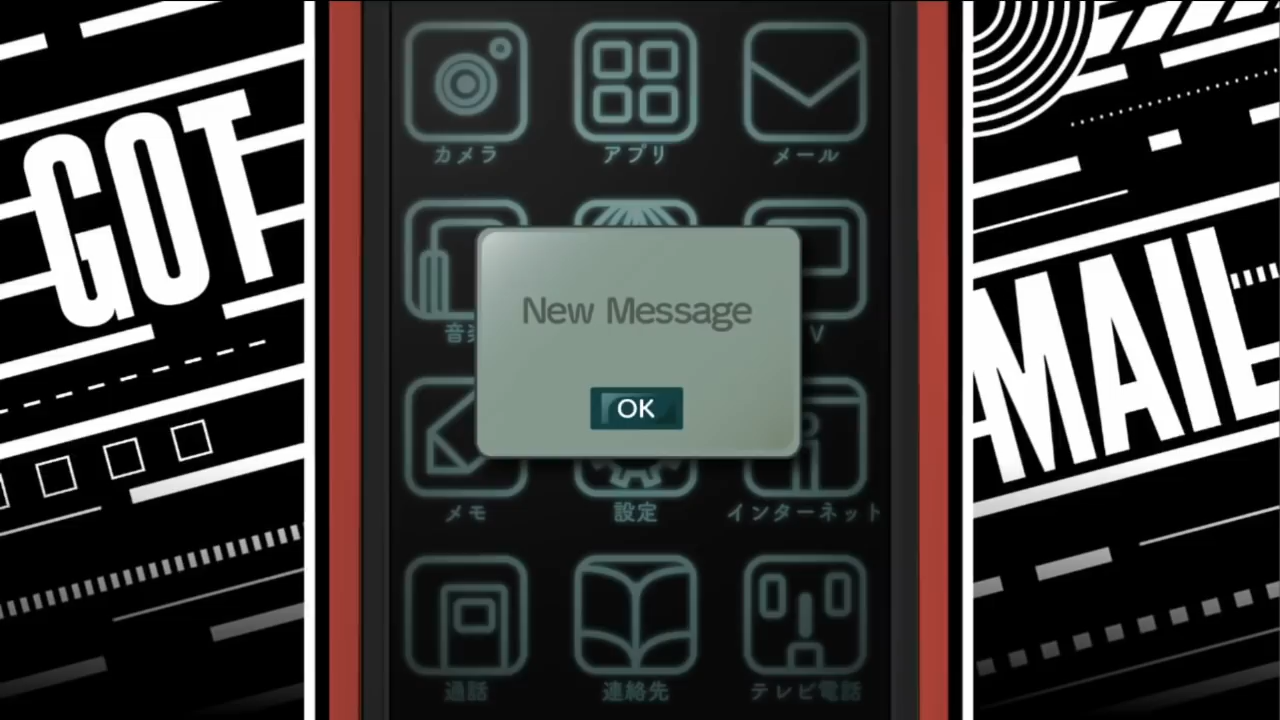 GOT
カメラ
アプリ
メール
New Message
OK
V
メモ
設定
インターネット
通話
連絡先
テレビ電話
MAIL